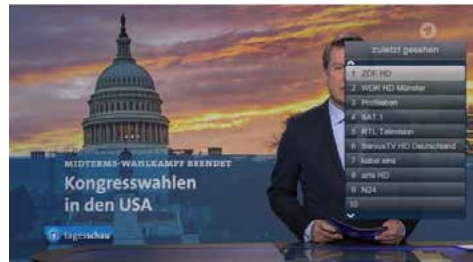 zuletzt gesehen
1 ZDF HD
2 WDR HD Münster
3 ProSieben
4 SAT.1
5 RTL Television
6 ServusTV HD Deutschland
7 kabel eins
8 arte HD
9 N24
10
MIDTERMS-WAHLKAMPF BEENDET
Kongresswahlen
in den USA
tagesschau